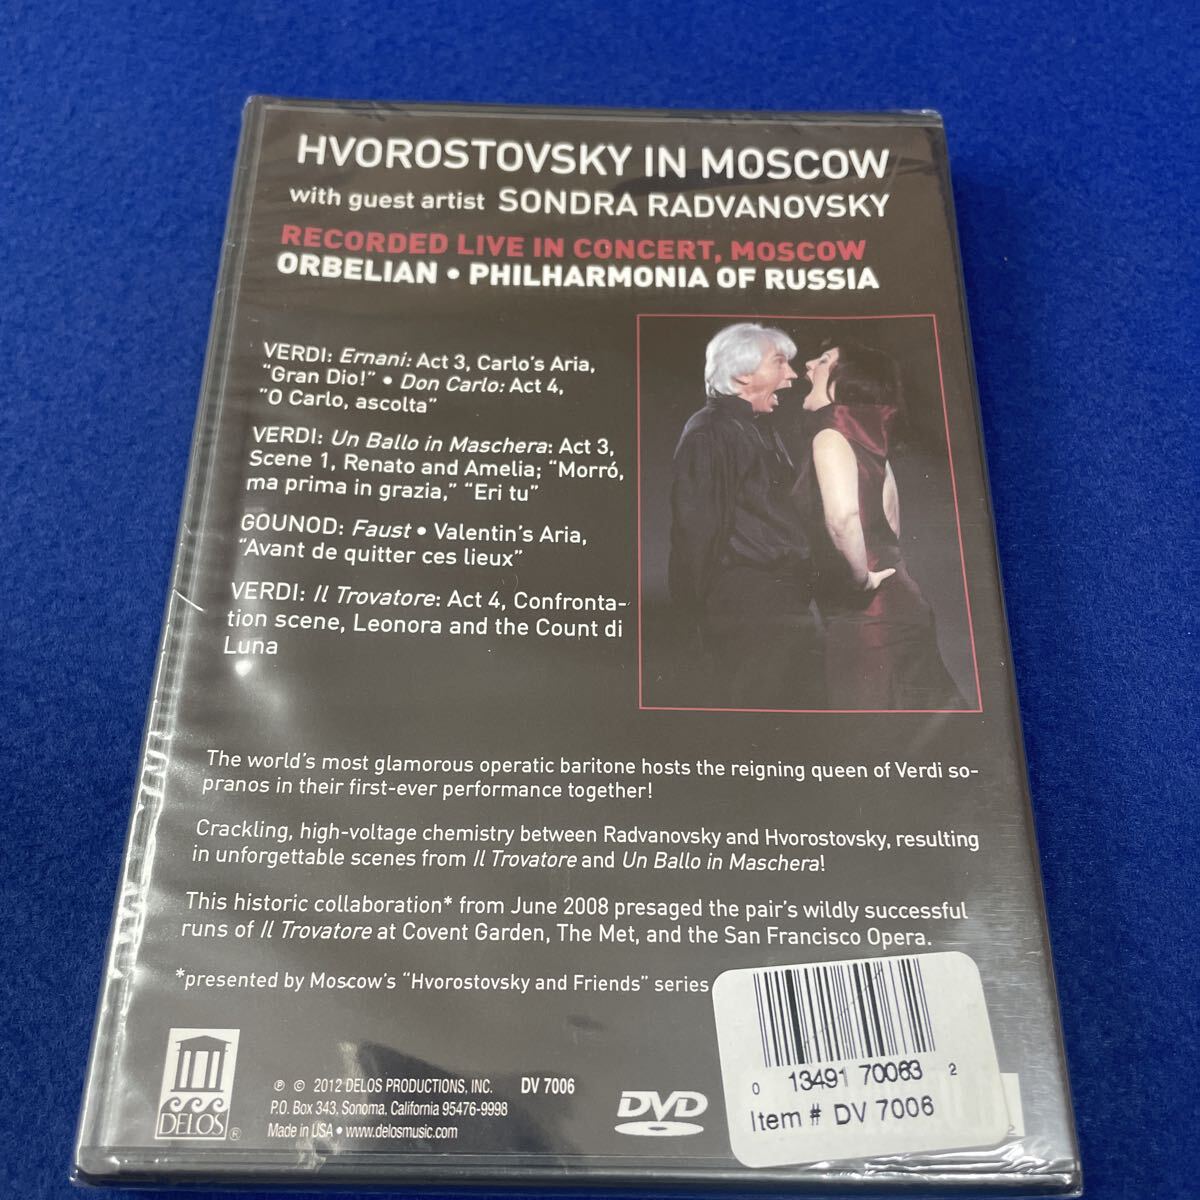 HVOROSTOVSKY IN MOSCOW
with guest artist SONDRA RADVANOVSKY
RECORDED LIVE IN CONCERT, MOSCOW
ORBELIAN • PHILHARMONIA OF RUSSIA
VERDI: Ernani: Act 3, Carlo's Aria,
"Gran Dio!" • Don Carlo: Act 4,
"O Carlo, ascolta"
VERDI: Un Ballo in Maschera: Act 3,
Scene 1, Renato and Amelia; "Morró,
ma prima in grazia," "Eri tu"
GOUNOD: Faust • Valentin's Aria,
"Avant de quitter ces lieux"
VERDI: Il Trovatore: Act 4, Confronta-
tion scene, Leonora and the Count di
Luna
The world's most glamorous operatic baritone hosts the reigning queen of Verdi so-
pranos in their first-ever performance together!
Crackling, high-voltage chemistry between Radvanovsky and Hvorostovsky, resulting
in unforgettable scenes from Il Trovatore and Un Ballo in Maschera!
This historic collaboration* from June 2008 presaged the pair's wildly successful
runs of Il Trovatore at Covent Garden, The Met, and the San Francisco Opera.
*presented by Moscow's "Hvorostovsky and Friends" series
DELOS ®
℗ © 2012 DELOS PRODUCTIONS, INC. DV 7006
P.O. Box 343, Sonoma, California 95476-9998
Made in USA • www.delosmusic.com
DVD
0 13491 70063 2
Item # DV 7006